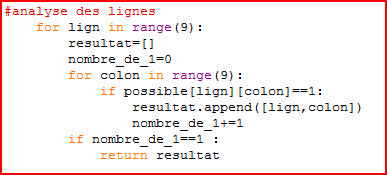 #analyse des lignes
    for lign in range(9):
        resultat=[]
        nombre_de_1=0
        for colon in range(9):
            if possible[lign][colon]==1:
                resultat.append([lign,colon])
                nombre_de_1+=1
        if nombre_de_1==1 :
            return resultat